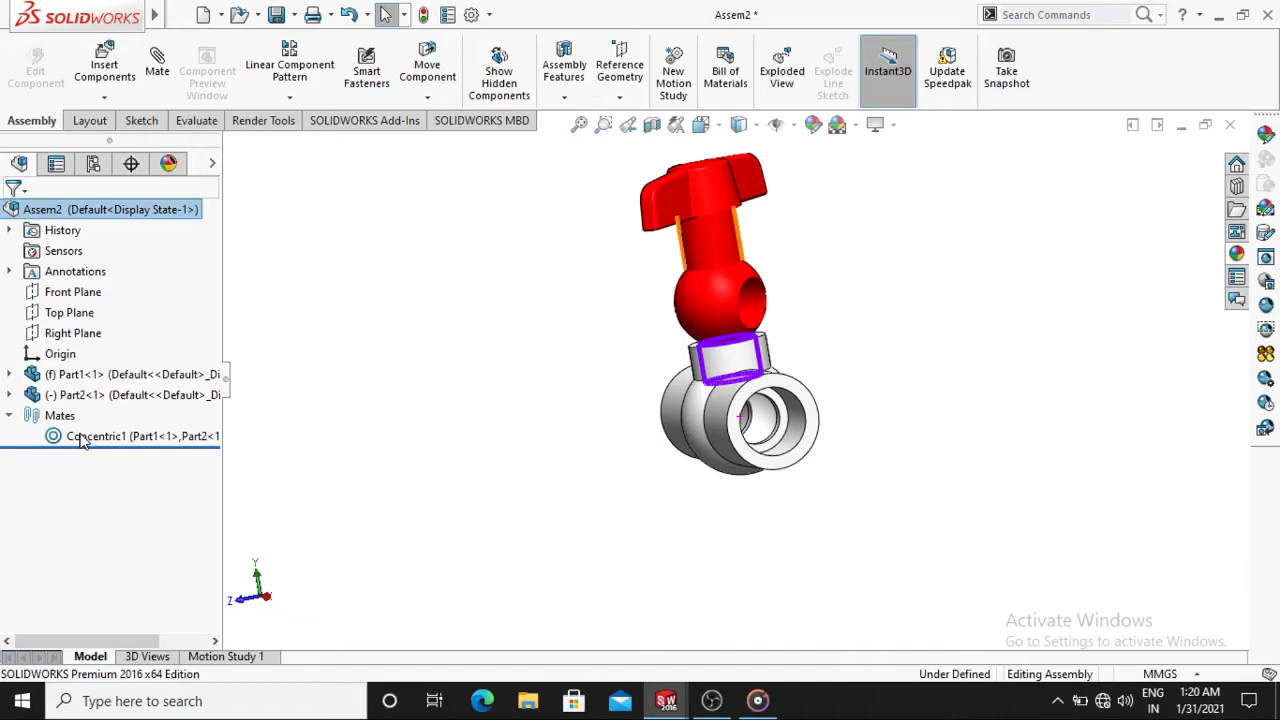 SOLIDWORKS
Assem2 *
Search Commands
Edit Component
Insert Components
Mate
Component Preview Window
Linear Component Pattern
Smart Fasteners
Move Component
Show Hidden Components
Assembly Features
Reference Geometry
New Motion Study
Bill of Materials
Exploded View
Explode Line Sketch
Instant3D
Update Speedpak
Take Snapshot
Assembly
Layout
Sketch
Evaluate
Render Tools
SOLIDWORKS Add-Ins
SOLIDWORKS MBD
Assem2 (Default<Display State-1>)
History
Sensors
Annotations
Front Plane
Top Plane
Right Plane
Origin
(f) Part1<1> (Default<<Default>_Di
(-) Part2<1> (Default<<Default>_Di
Mates
Concentric1 (Part1<1>,Part2<1
Y
Z
Activate Windows
Go to Settings to activate Windows.
Model
3D Views
Motion Study 1
SOLIDWORKS Premium 2016 x64 Edition
Under Defined
Editing Assembly
MMGS
Type here to search
SW
2016
ENG
IN
1:20 AM
1/31/2021